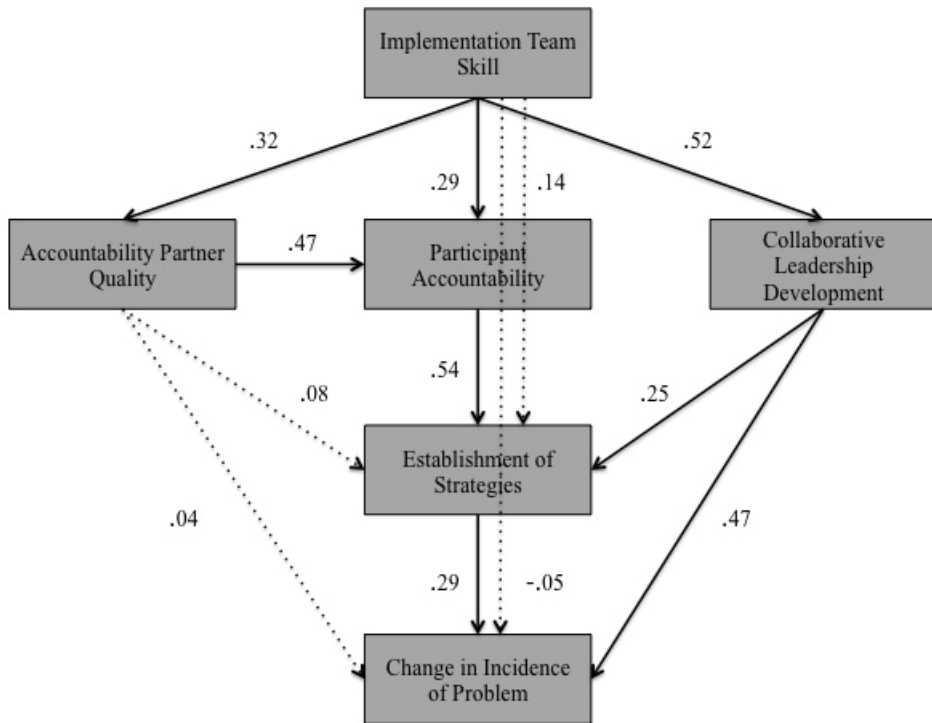 Implementation Team
Skill
.32
.29
.14
.52
Accountability Partner
Quality
.47
Participant
Accountability
Collaborative
Leadership
Development
.54
.08
.25
Establishment of
Strategies
.04
.47
.29
-.05
Change in Incidence
of Problem